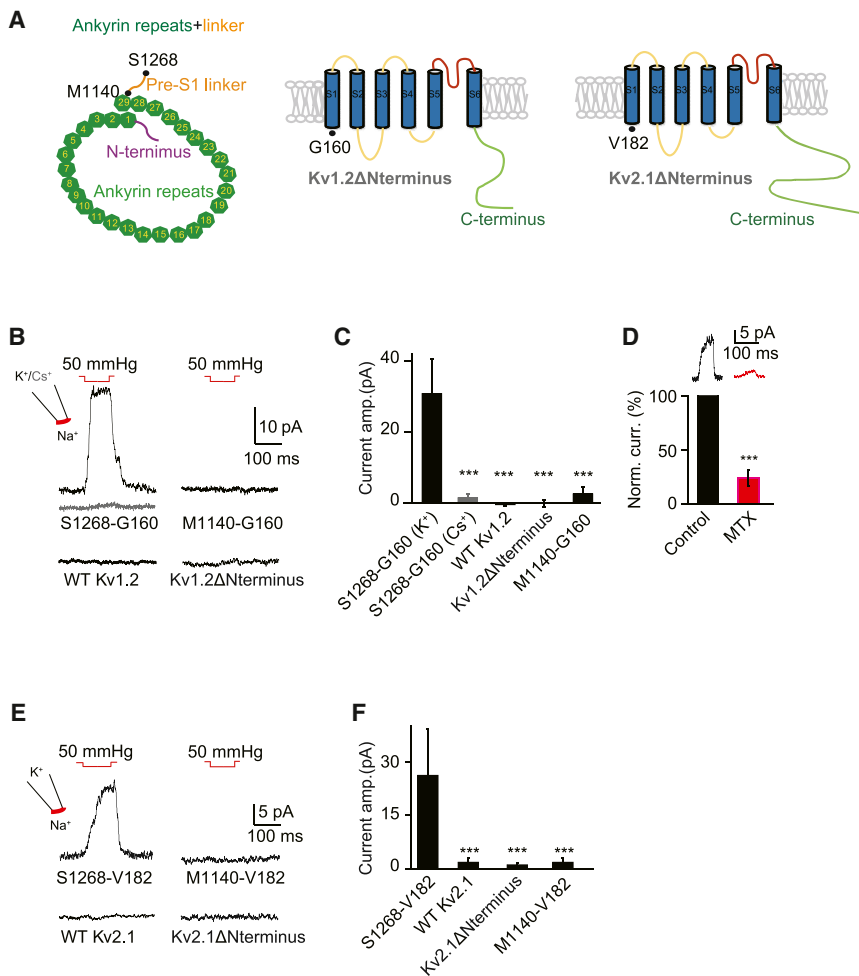 A
Ankyrin repeats+linker
S1268
Pre-S1 linker
M1140
29 28 27 26 25 24 23 22 21 20 19 18 17 16 15 14 13 12 11 10 9 8 7 6 5 4 3 2 1
N-ternimus
Ankyrin repeats
S1 S2 S3 S4 S5 S6
G160
Kv1.2ΔNterminus
C-terminus
S1 S2 S3 S4 S5 S6
V182
Kv2.1ΔNterminus
C-terminus
B
50 mmHg
50 mmHg
K⁺/Cs⁺
Na⁺
10 pA
100 ms
S1268-G160
M1140-G160
WT Kv1.2
Kv1.2ΔNterminus
C
Current amp.(pA)
40
20
0
***
***
***
***
S1268-G160 (K⁺)
S1268-G160 (Cs⁺)
WT Kv1.2
Kv1.2ΔNterminus
M1140-G160
D
5 pA
100 ms
Norm. curr. (%)
100
50
0
***
Control
MTX
E
50 mmHg
50 mmHg
K⁺
Na⁺
5 pA
100 ms
S1268-V182
M1140-V182
WT Kv2.1
Kv2.1ΔNterminus
F
Current amp.(pA)
30
15
0
***
***
***
S1268-V182
WT Kv2.1
Kv2.1ΔNterminus
M1140-V182